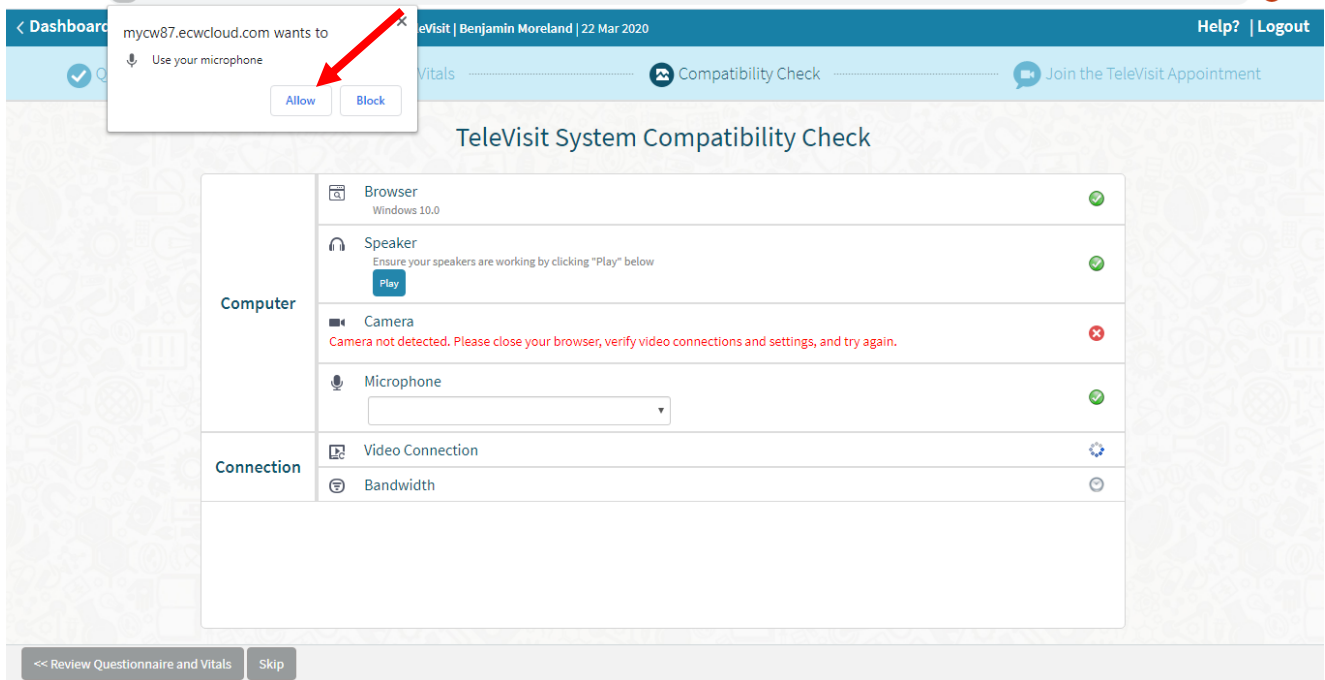 < Dashboard
eVisit | Benjamin Moreland | 22 Mar 2020
Help? | Logout
mycw87.ecwcloud.com wants to
Use your microphone
Allow
Block
Vitals
Compatibility Check
Join the TeleVisit Appointment
TeleVisit System Compatibility Check
Computer
Browser
Windows 10.0
Speaker
Ensure your speakers are working by clicking "Play" below
Play
Camera
Camera not detected. Please close your browser, verify video connections and settings, and try again.
Microphone
Connection
Video Connection
Bandwidth
<< Review Questionnaire and Vitals
Skip